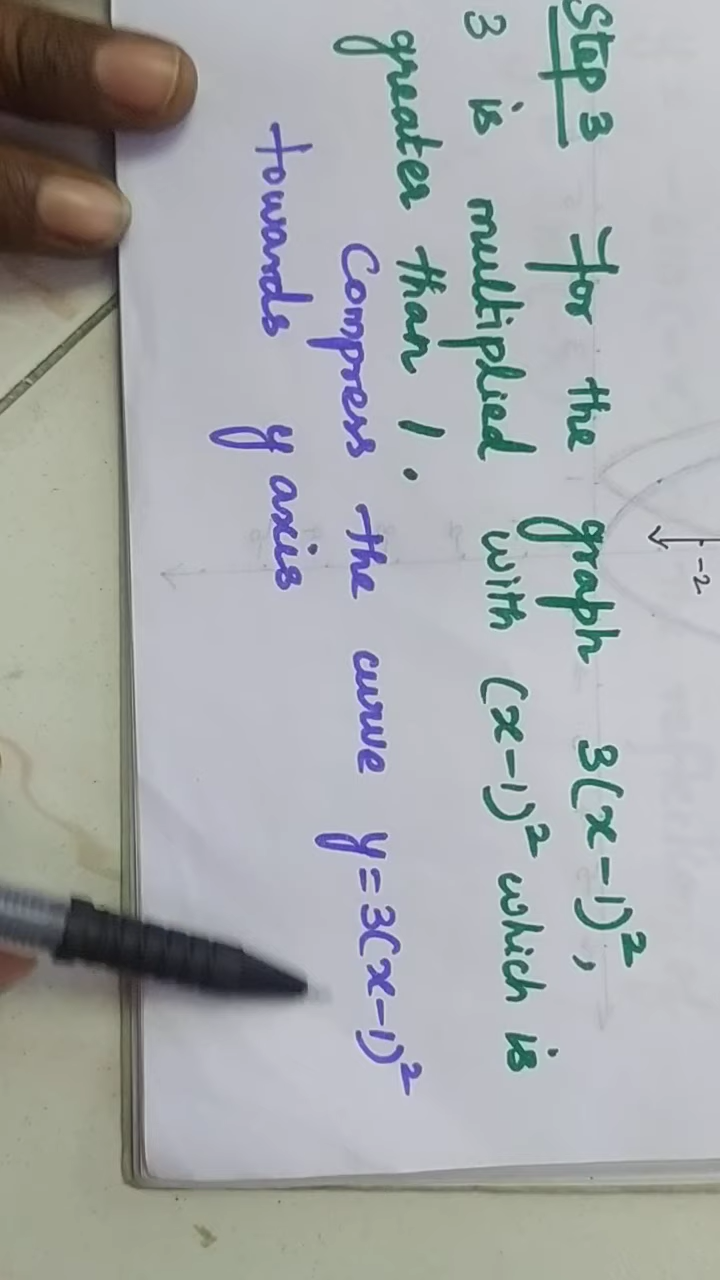 Step 3 for the graph 3(x-1)²,
3 is multiplied with (x-1)² which is
greater than 1.
Compress the curve y=3(x-1)²
towards y axis
-2